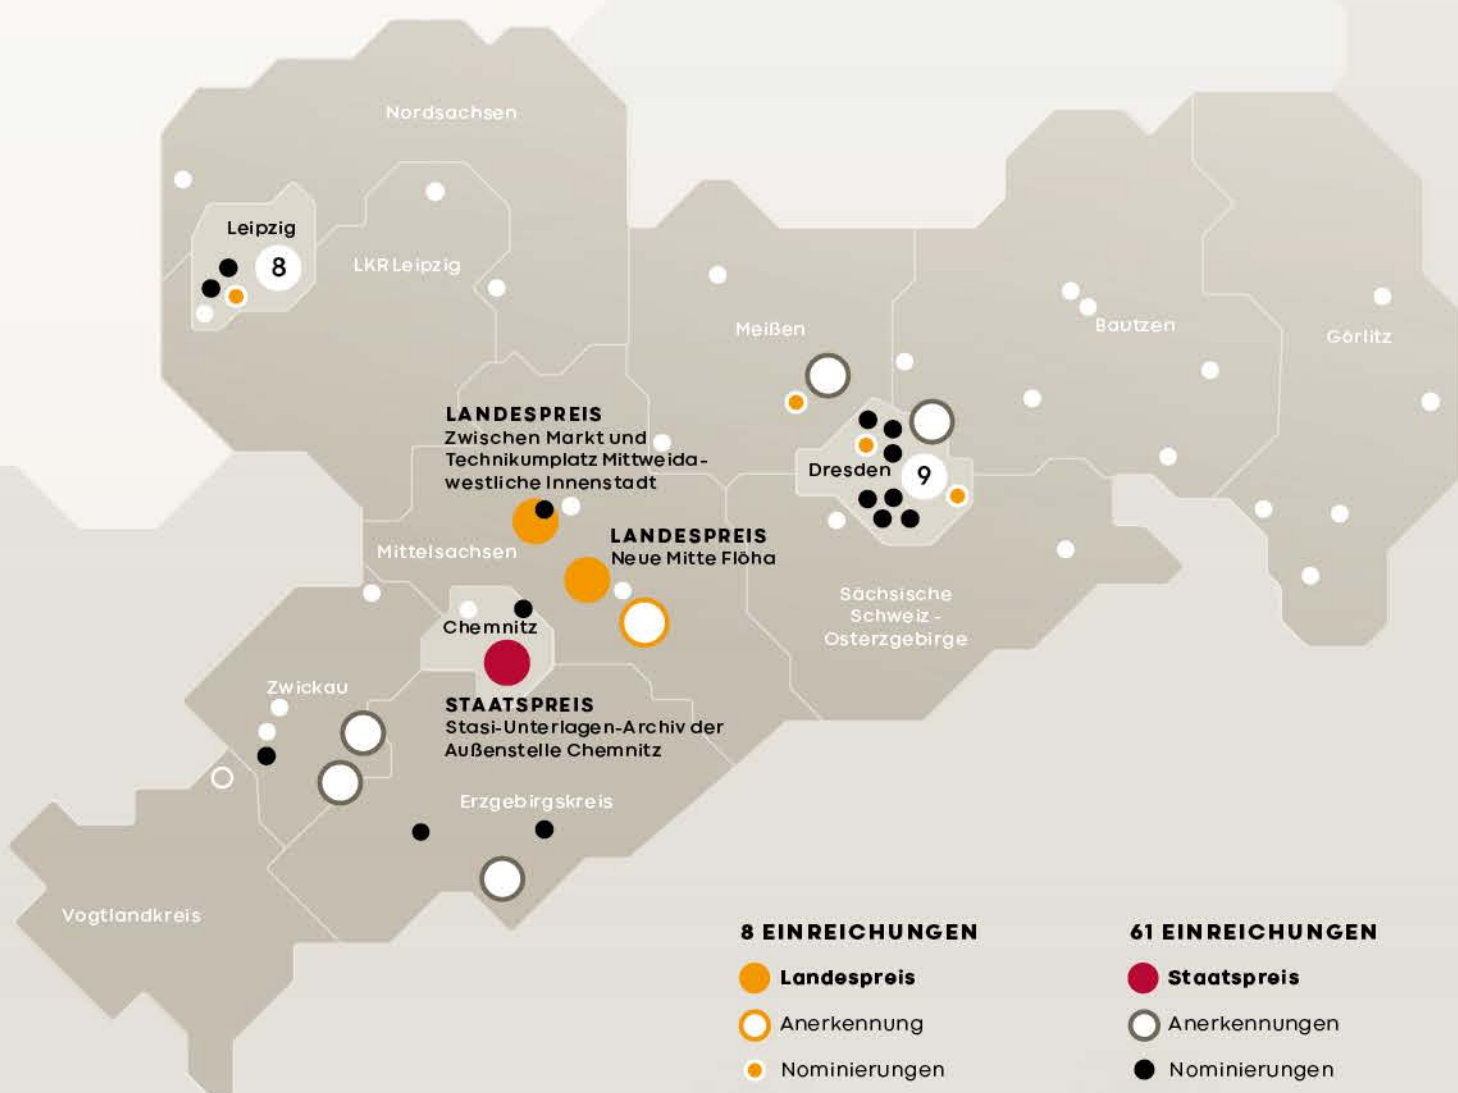 Nordsachsen
Leipzig
8
LKR Leipzig
Meißen
Bautzen
Görlitz
LANDESPREIS
Zwischen Markt und
Technikumplatz Mittweida-
westliche Innenstadt
Dresden
9
LANDESPREIS
Neue Mitte Flöha
Mittelsachsen
Sächsische
Schweiz -
Osterzgebirge
Chemnitz
Zwickau
STAATSPREIS
Stasi-Unterlagen-Archiv der
Außenstelle Chemnitz
Erzgebirgskreis
Vogtlandkreis
8 EINREICHUNGEN
Landespreis
Anerkennung
Nominierungen
61 EINREICHUNGEN
Staatspreis
Anerkennungen
Nominierungen